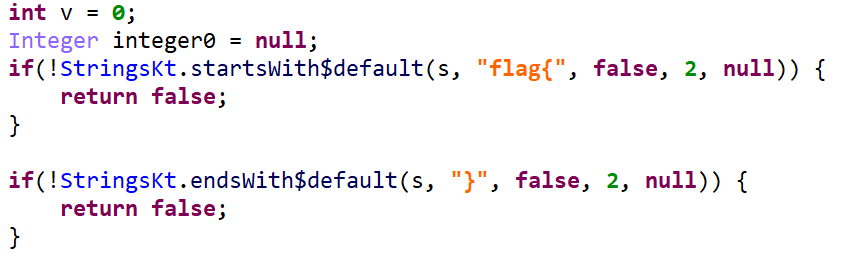 int v = 0;
Integer integer0 = null;
if(!StringsKt.startsWith$default(s, "flag{", false, 2, null)) {
    return false;
}

if(!StringsKt.endsWith$default(s, "}", false, 2, null)) {
    return false;
}